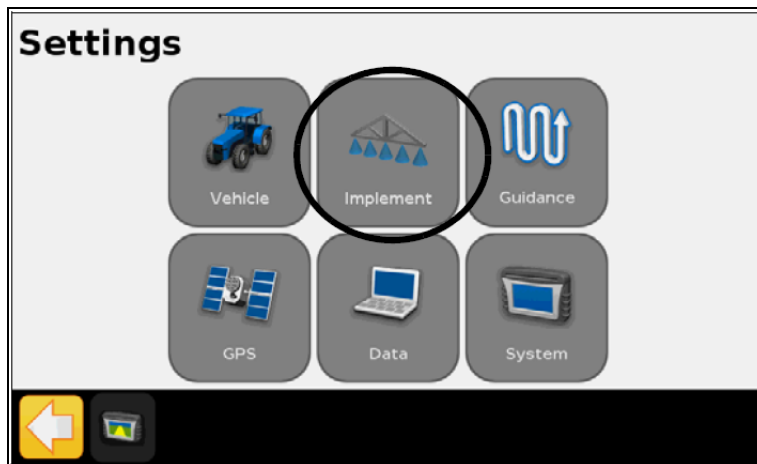 Settings
Vehicle
Implement
Guidance
GPS
Data
System